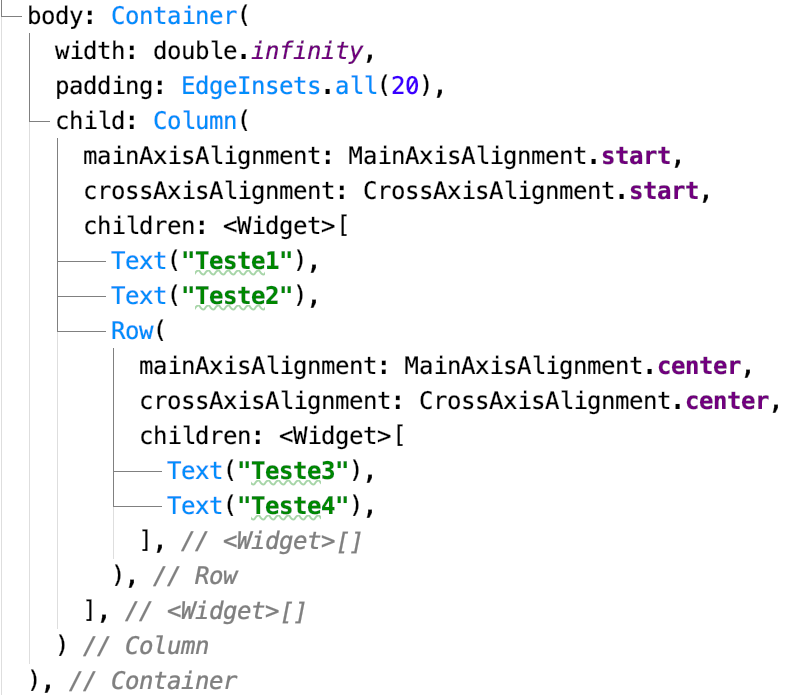 body: Container(
width: double.infinity,
padding: EdgeInsets.all(20),
child: Column(
mainAxisAlignment: MainAxisAlignment.start,
crossAxisAlignment: CrossAxisAlignment.start,
children: <Widget>[
Text("Teste1"),
Text("Teste2"),
Row(
mainAxisAlignment: MainAxisAlignment.center,
crossAxisAlignment: CrossAxisAlignment.center,
children: <Widget>[
Text("Teste3"),
Text("Teste4"),
], // <Widget>[]
), // Row
], // <Widget>[]
) // Column
), // Container